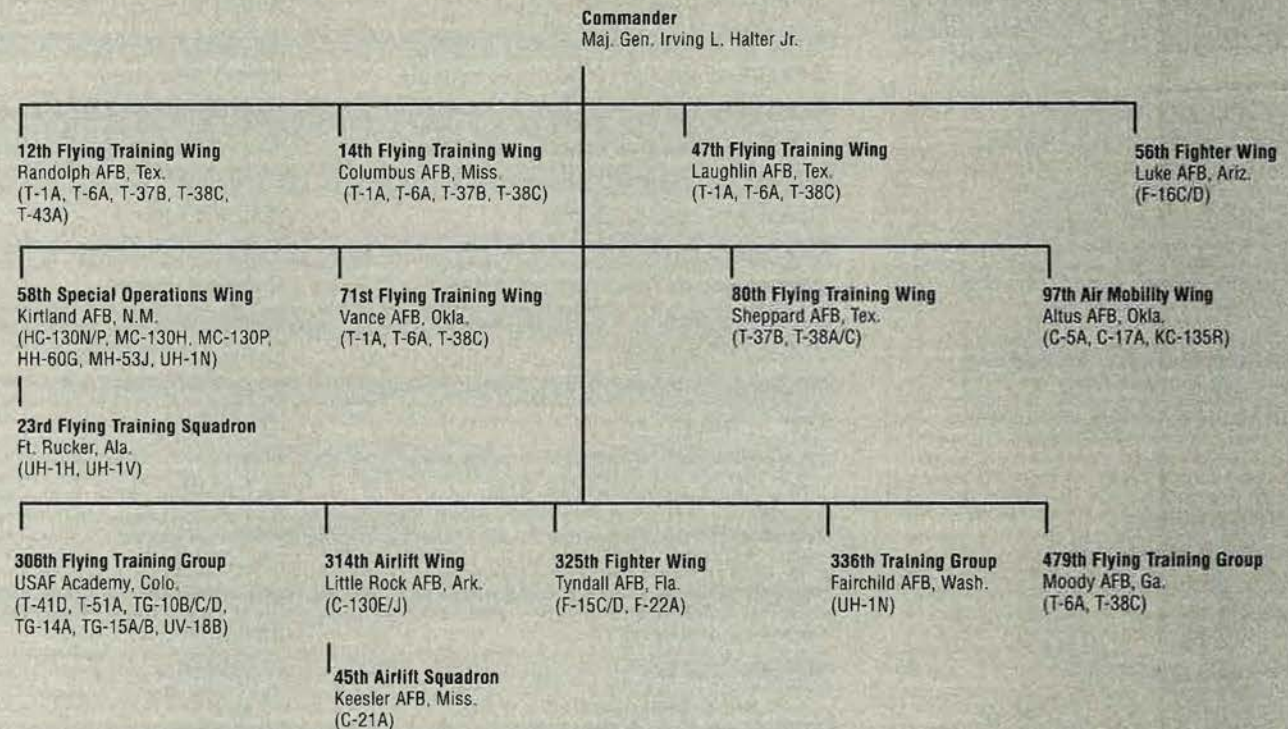 Commander
Maj. Gen. Irving L. Halter Jr.
12th Flying Training Wing
Randolph AFB, Tex.
(T-1A, T-6A, T-37B, T-38C,
T-43A)
14th Flying Training Wing
Columbus AFB, Miss.
(T-1A, T-6A, T-37B, T-38C)
47th Flying Training Wing
Laughlin AFB, Tex.
(T-1A, T-6A, T-38C)
56th Fighter Wing
Luke AFB, Ariz.
(F-16C/D)
58th Special Operations Wing
Kirtland AFB, N.M.
(HC-130N/P, MC-130H, MC-130P,
HH-60G, MH-53J, UH-1N)
71st Flying Training Wing
Vance AFB, Okla.
(T-1A, T-6A, T-38C)
80th Flying Training Wing
Sheppard AFB, Tex.
(T-37B, T-38A/C)
97th Air Mobility Wing
Altus AFB, Okla.
(C-5A, C-17A, KC-135R)
23rd Flying Training Squadron
Ft. Rucker, Ala.
(UH-1H, UH-1V)
306th Flying Training Group
USAF Academy, Colo.
(T-41D, T-51A, TG-10B/C/D,
TG-14A, TG-15A/B, UV-18B)
314th Airlift Wing
Little Rock AFB, Ark.
(C-130E/J)
325th Fighter Wing
Tyndall AFB, Fla.
(F-15C/D, F-22A)
336th Training Group
Fairchild AFB, Wash.
(UH-1N)
479th Flying Training Group
Moody AFB, Ga.
(T-6A, T-38C)
45th Airlift Squadron
Keesler AFB, Miss.
(C-21A)